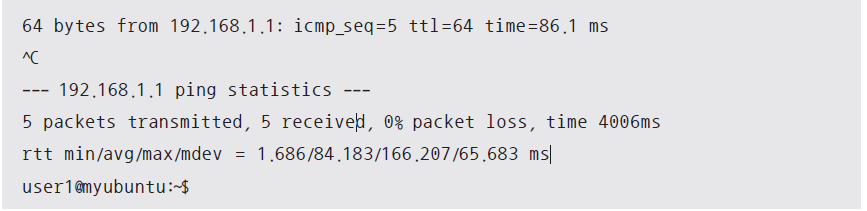 64 bytes from 192.168.1.1: icmp_seq=5 ttl=64 time=86.1 ms
^C
--- 192.168.1.1 ping statistics ---
5 packets transmitted, 5 received, 0% packet loss, time 4006ms
rtt min/avg/max/mdev = 1.686/84.183/166.207/65.683 ms
user1@myubuntu:~$